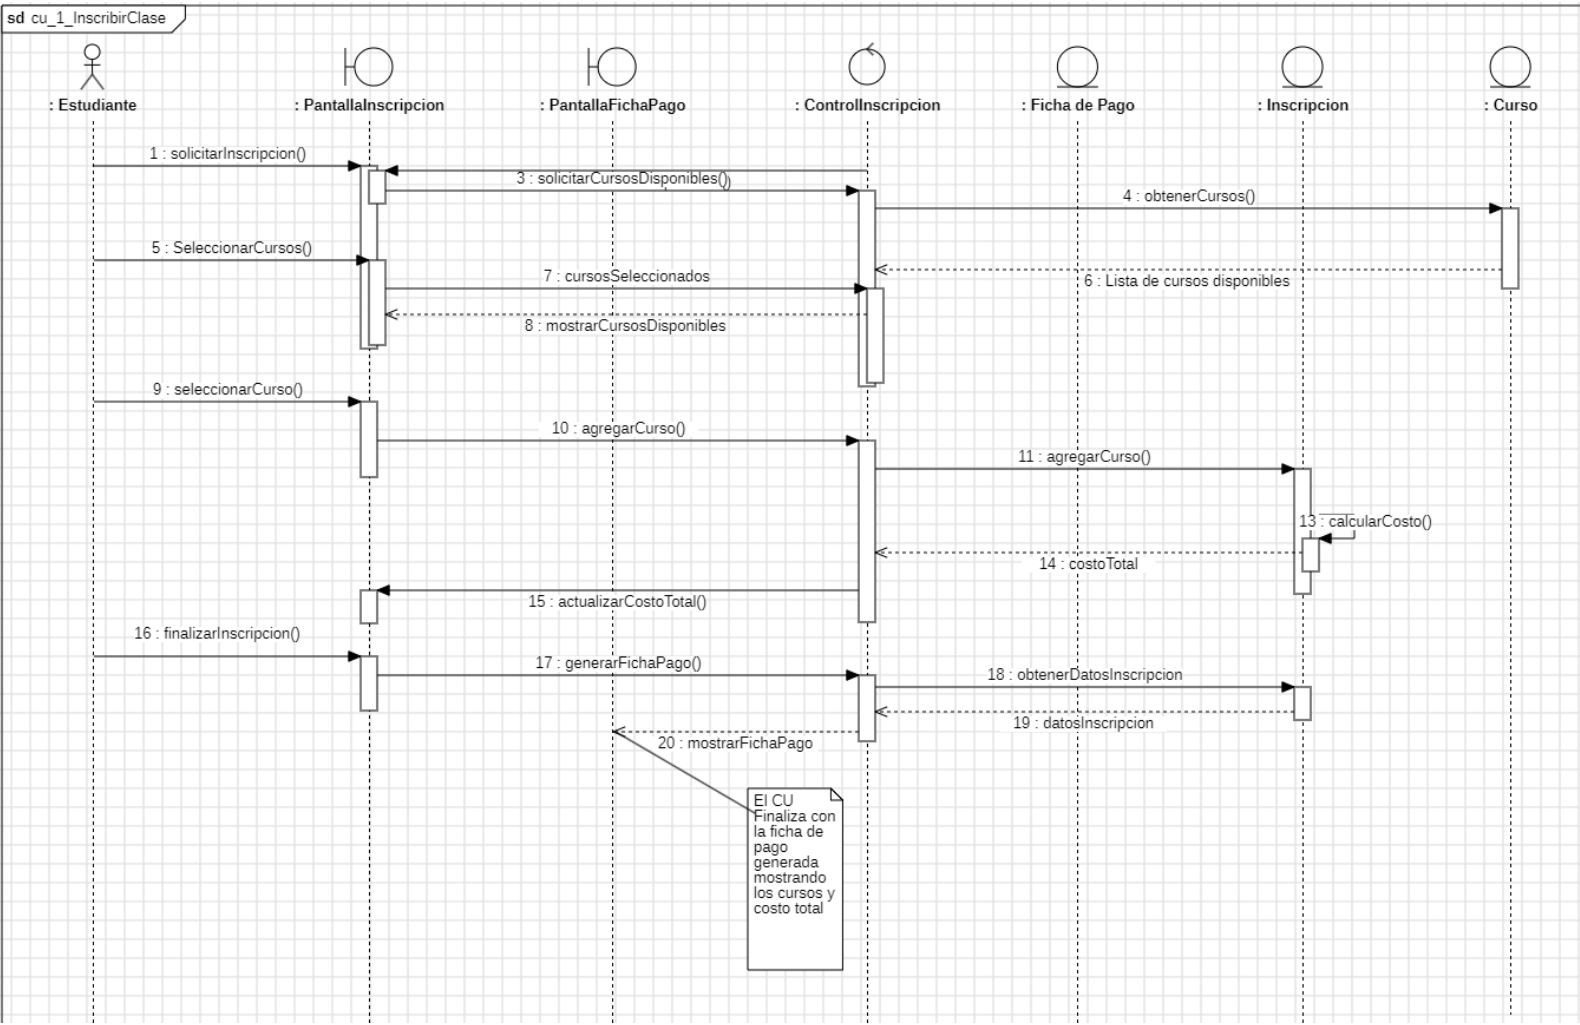 sd cu_1_InscribirClase
: Estudiante
: PantallaInscripcion
: PantallaFichaPago
: ControlInscripcion
: Ficha de Pago
: Inscripcion
: Curso
1 : solicitarInscripcion()
3 : solicitarCursosDisponibles()
4 : obtenerCursos()
5 : SeleccionarCursos()
7 : cursosSeleccionados
6 : Lista de cursos disponibles
8 : mostrarCursosDisponibles
9 : seleccionarCurso()
10 : agregarCurso()
11 : agregarCurso()
13 : calcularCosto()
14 : costoTotal
15 : actualizarCostoTotal()
16 : finalizarInscripcion()
17 : generarFichaPago()
18 : obtenerDatosInscripcion
19 : datosInscripcion
20 : mostrarFichaPago
El CU
Finaliza con
la ficha de
pago
generada
mostrando
los cursos y
costo total